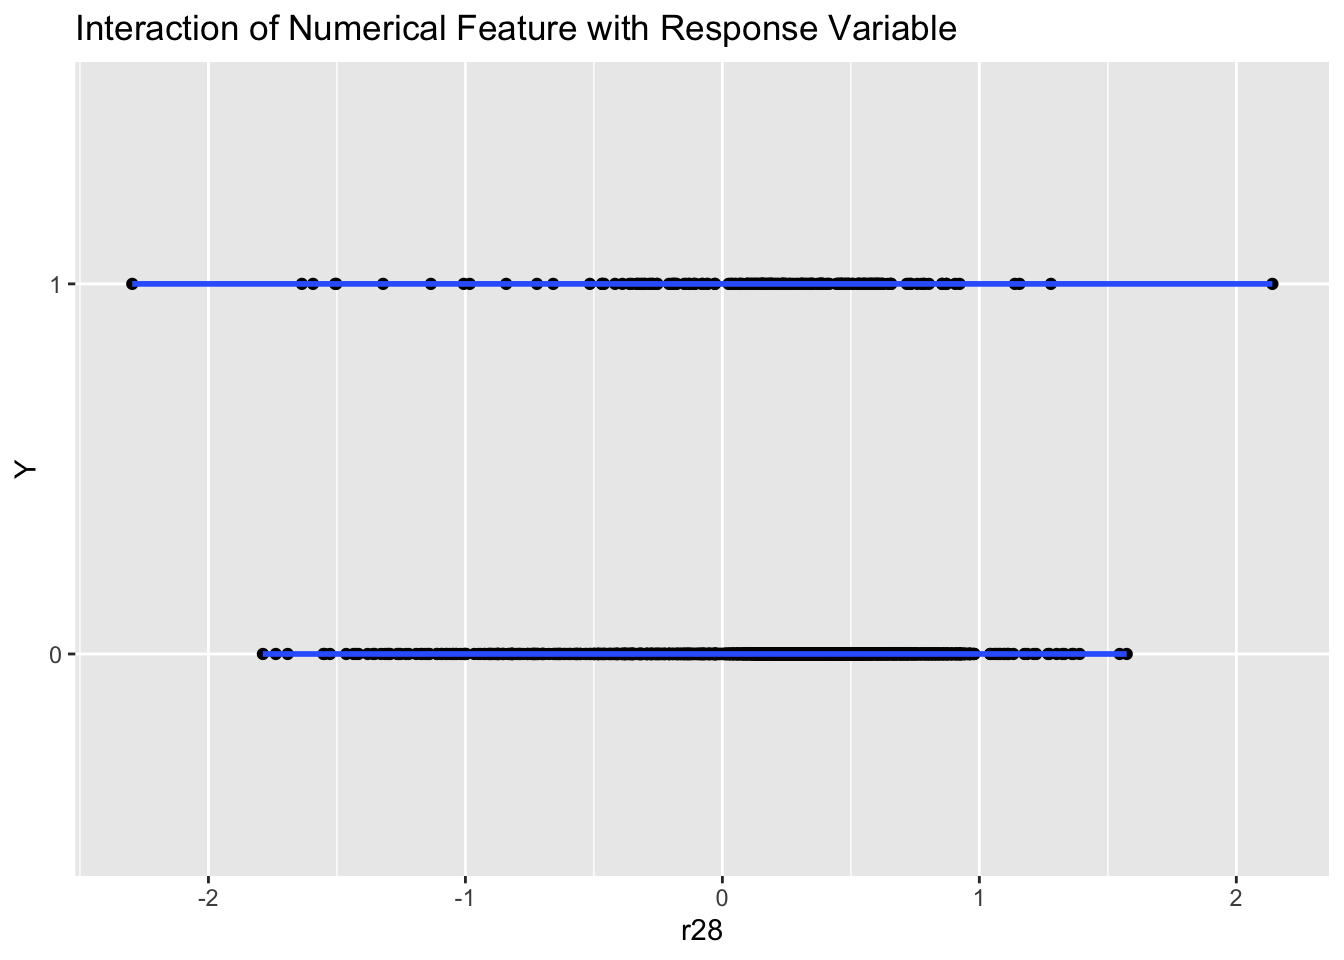 Interaction of Numerical Feature with Response Variable
1
Y
0
-2 -1 0 1 2
r28